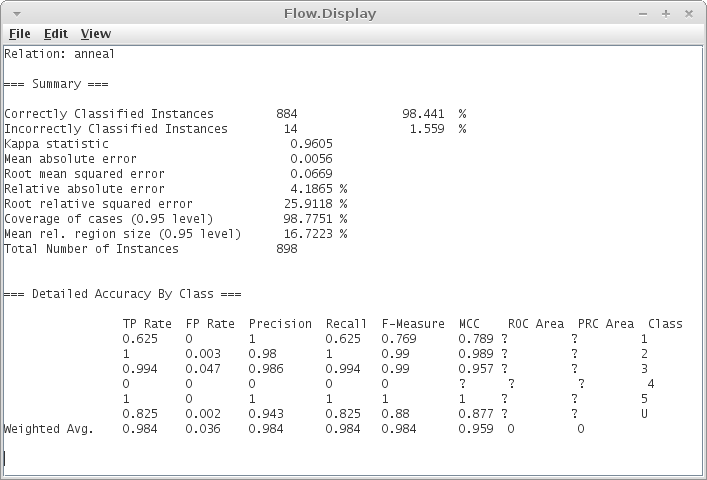 Flow.Display
File Edit View
Relation: anneal
=== Summary ===
Correctly Classified Instances 884 98.441 %
Incorrectly Classified Instances 14 1.559 %
Kappa statistic 0.9605
Mean absolute error 0.0056
Root mean squared error 0.0669
Relative absolute error 4.1865 %
Root relative squared error 25.9118 %
Coverage of cases (0.95 level) 98.7751 %
Mean rel. region size (0.95 level) 16.7223 %
Total Number of Instances 898
=== Detailed Accuracy By Class ===
TP Rate FP Rate Precision Recall F-Measure MCC ROC Area PRC Area Class
0.625 0 1 0.625 0.769 0.789 ? ? 1
1 0.003 0.98 1 0.99 0.989 ? ? 2
0.994 0.047 0.986 0.994 0.99 0.957 ? ? 3
0 0 0 0 0 ? ? ? 4
1 0 1 1 1 1 ? ? 5
0.825 0.002 0.943 0.825 0.88 0.877 ? ? U
Weighted Avg. 0.984 0.036 0.984 0.984 0.984 0.959 0 0